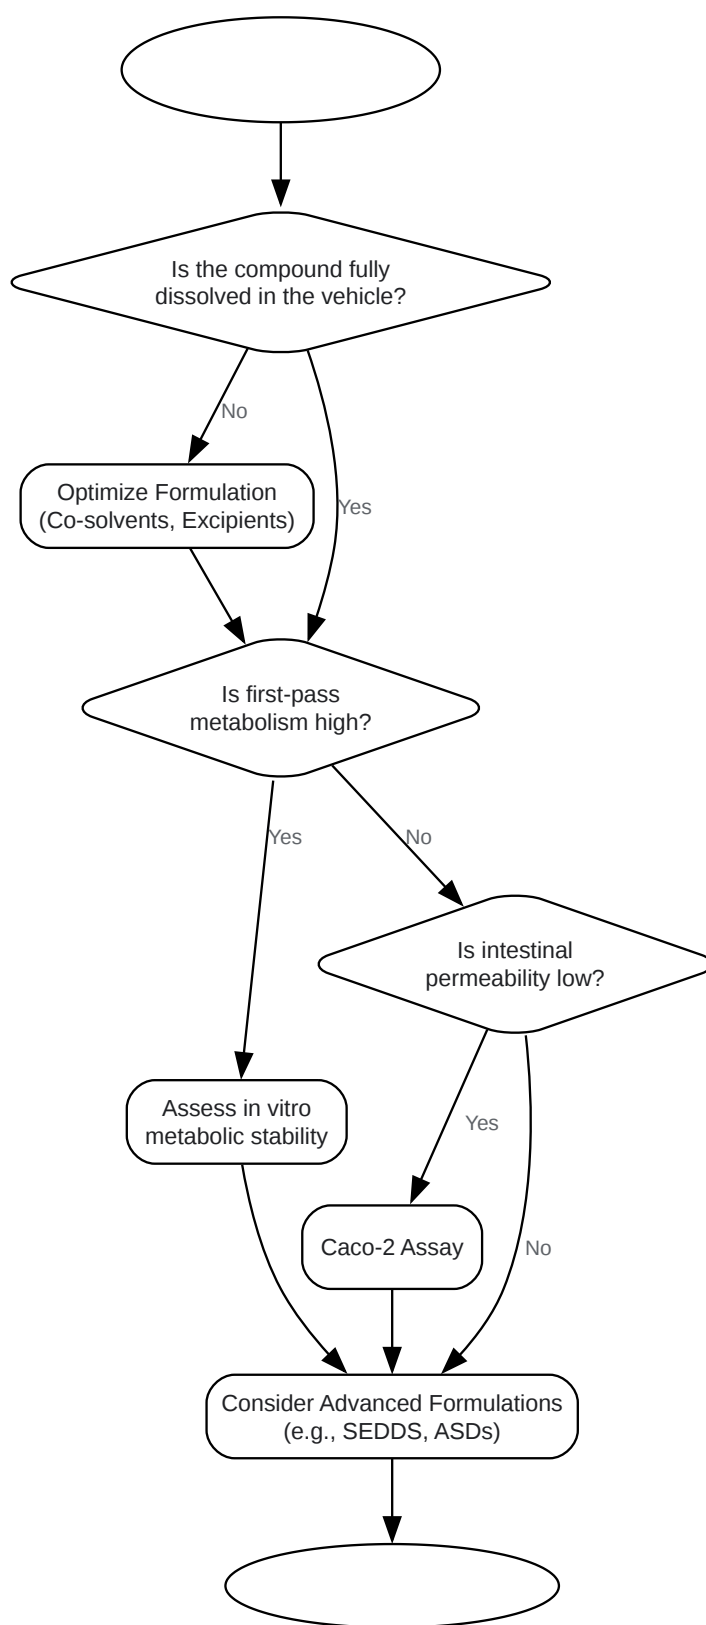 Is the compound fully
dissolved in the vehicle?
No
Optimize Formulation
(Co-solvents, Excipients)
Yes
Is first-pass
metabolism high?
Yes
No
Is intestinal
permeability low?
Assess in vitro
metabolic stability
Yes
Caco-2 Assay
No
Consider Advanced Formulations
(e.g., SEDDS, ASDs)